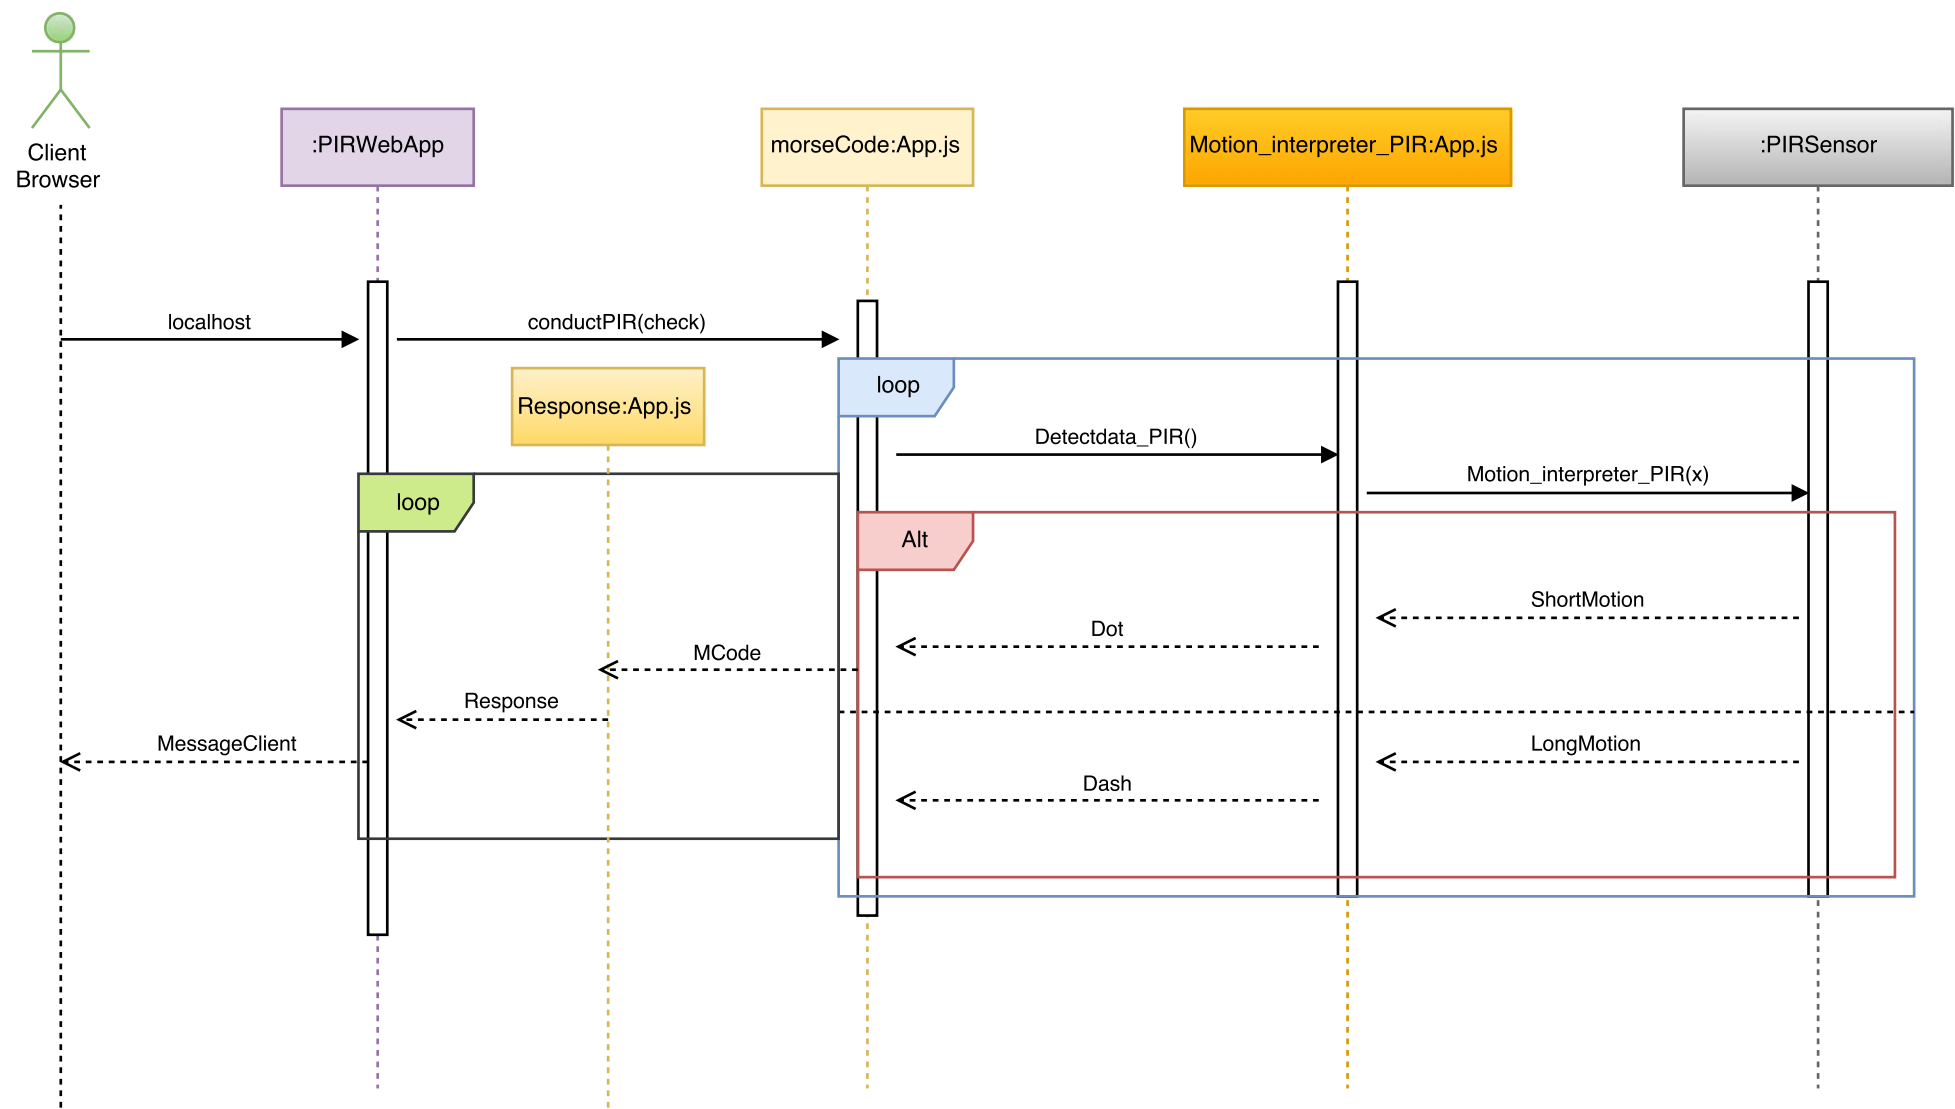 Client
Browser
:PIRWebApp
morseCode:App.js
Motion_interpreter_PIR:App.js
:PIRSensor
localhost
conductPIR(check)
loop
Response:App.js
Detectdata_PIR()
Motion_interpreter_PIR(x)
loop
Alt
ShortMotion
Dot
MCode
Response
MessageClient
LongMotion
Dash